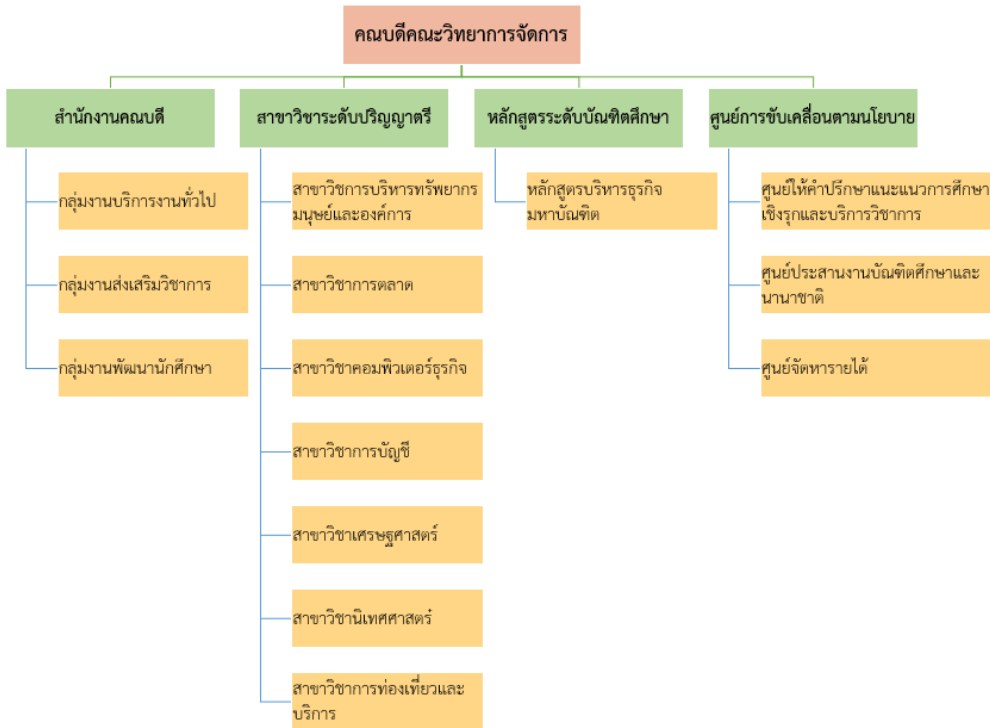 คณบดีคณะวิทยาการจัดการ
สำนักงานคณบดี
กลุ่มงานบริการงานทั่วไป
กลุ่มงานส่งเสริมวิชาการ
กลุ่มงานพัฒนานักศึกษา
สาขาวิชาระดับปริญญาตรี
สาขาวิชการบริหารทรัพยากร
มนุษย์และองค์การ
สาขาวิชาการตลาด
สาขาวิชาคอมพิวเตอร์ธุรกิจ
สาขาวิชาการบัญชี
สาขาวิชาเศรษฐศาสตร์
สาขาวิชานิเทศศาสตร์
สาขาวิชาการท่องเที่ยวและ
บริการ
หลักสูตรระดับบัณฑิตศึกษา
หลักสูตรบริหารธุรกิจ
มหาบัณฑิต
ศูนย์การขับเคลื่อนตามนโยบาย
ศูนย์ให้คำปรึกษาแนะแนวการศึกษา
เชิงรุกและบริการวิชาการ
ศูนย์ประสานงานบัณฑิตศึกษาและ
นานาชาติ
ศูนย์จัดหารายได้